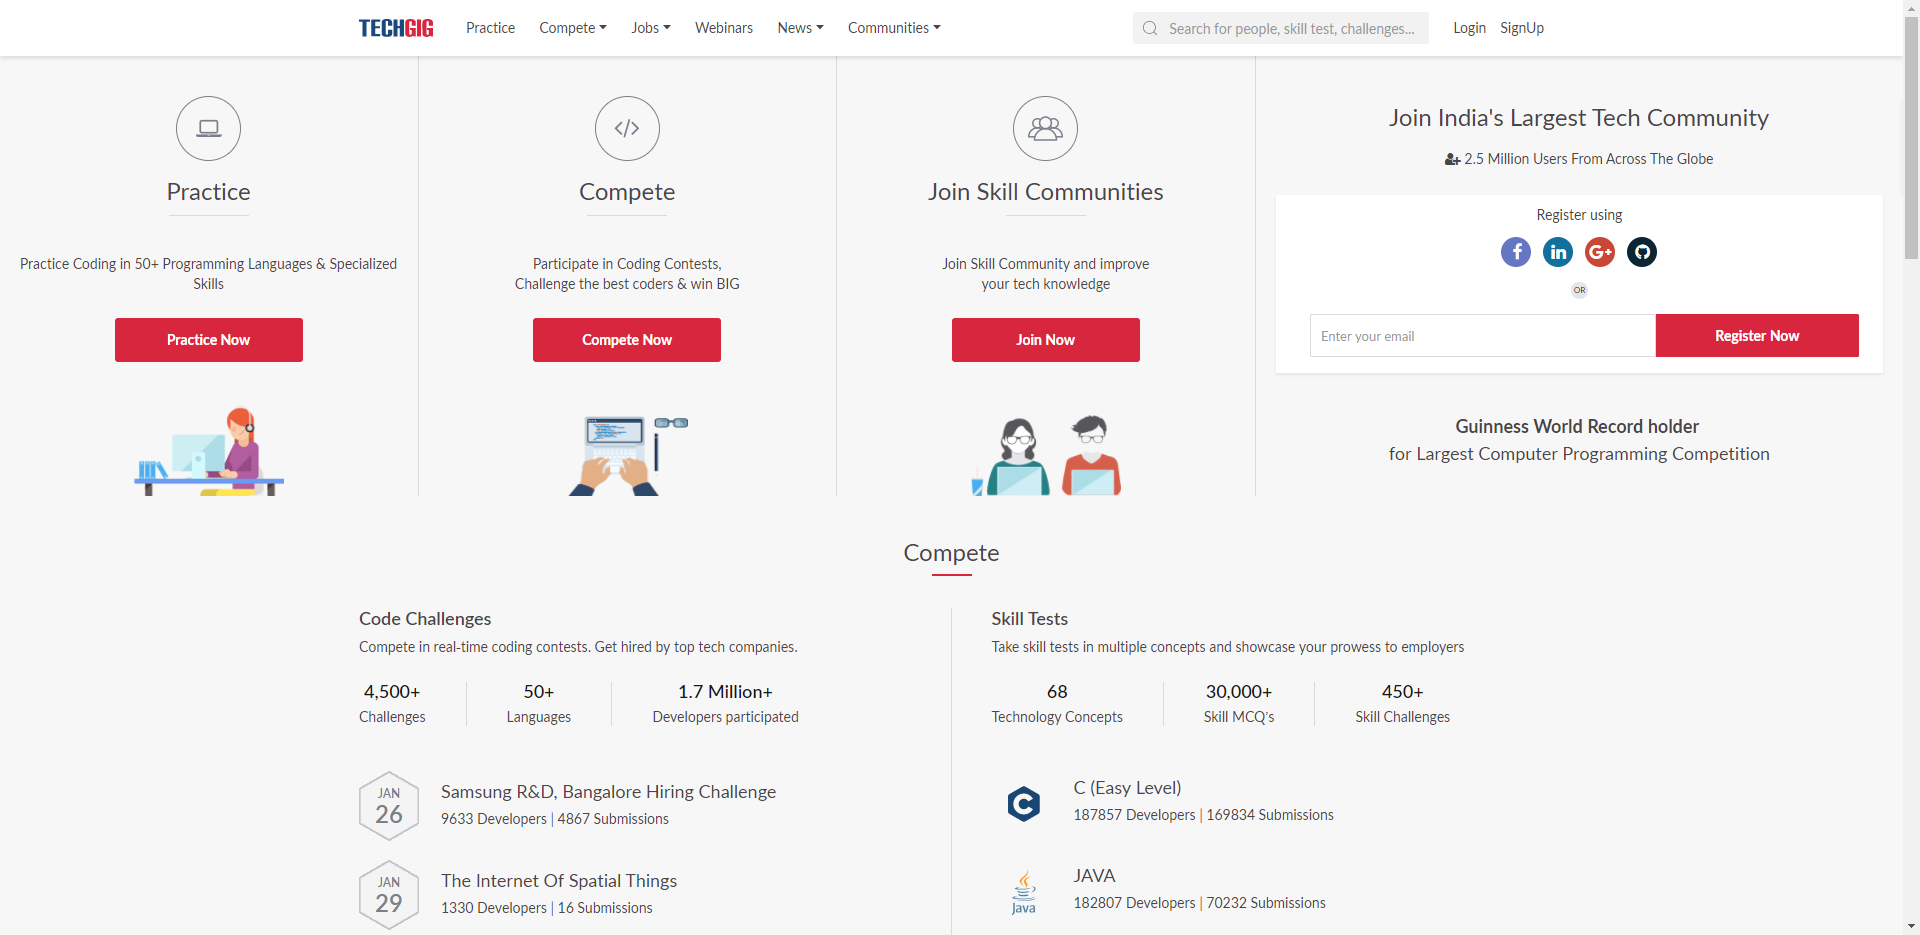 TECHGIG Practice Compete Jobs Webinars News Communities Search for people, skill test, challenges... Login SignUp
Practice
Practice Coding in 50+ Programming Languages & Specialized
Skills
Practice Now
Compete
Participate in Coding Contests,
Challenge the best coders & win BIG
Compete Now
Join Skill Communities
Join Skill Community and improve
your tech knowledge
Join Now
Join India's Largest Tech Community
2.5 Million Users From Across The Globe
Register using
OR
Enter your email Register Now
Guinness World Record holder
for Largest Computer Programming Competition
Compete
Code Challenges
Compete in real-time coding contests. Get hired by top tech companies.
4,500+ 50+ 1.7 Million+
Challenges Languages Developers participated
JAN
26
Samsung R&D, Bangalore Hiring Challenge
9633 Developers | 4867 Submissions
JAN
29
The Internet Of Spatial Things
1330 Developers | 16 Submissions
Skill Tests
Take skill tests in multiple concepts and showcase your prowess to employers
68 30,000+ 450+
Technology Concepts Skill MCQ's Skill Challenges
C
C (Easy Level)
187857 Developers | 169834 Submissions
Java
JAVA
182807 Developers | 70232 Submissions